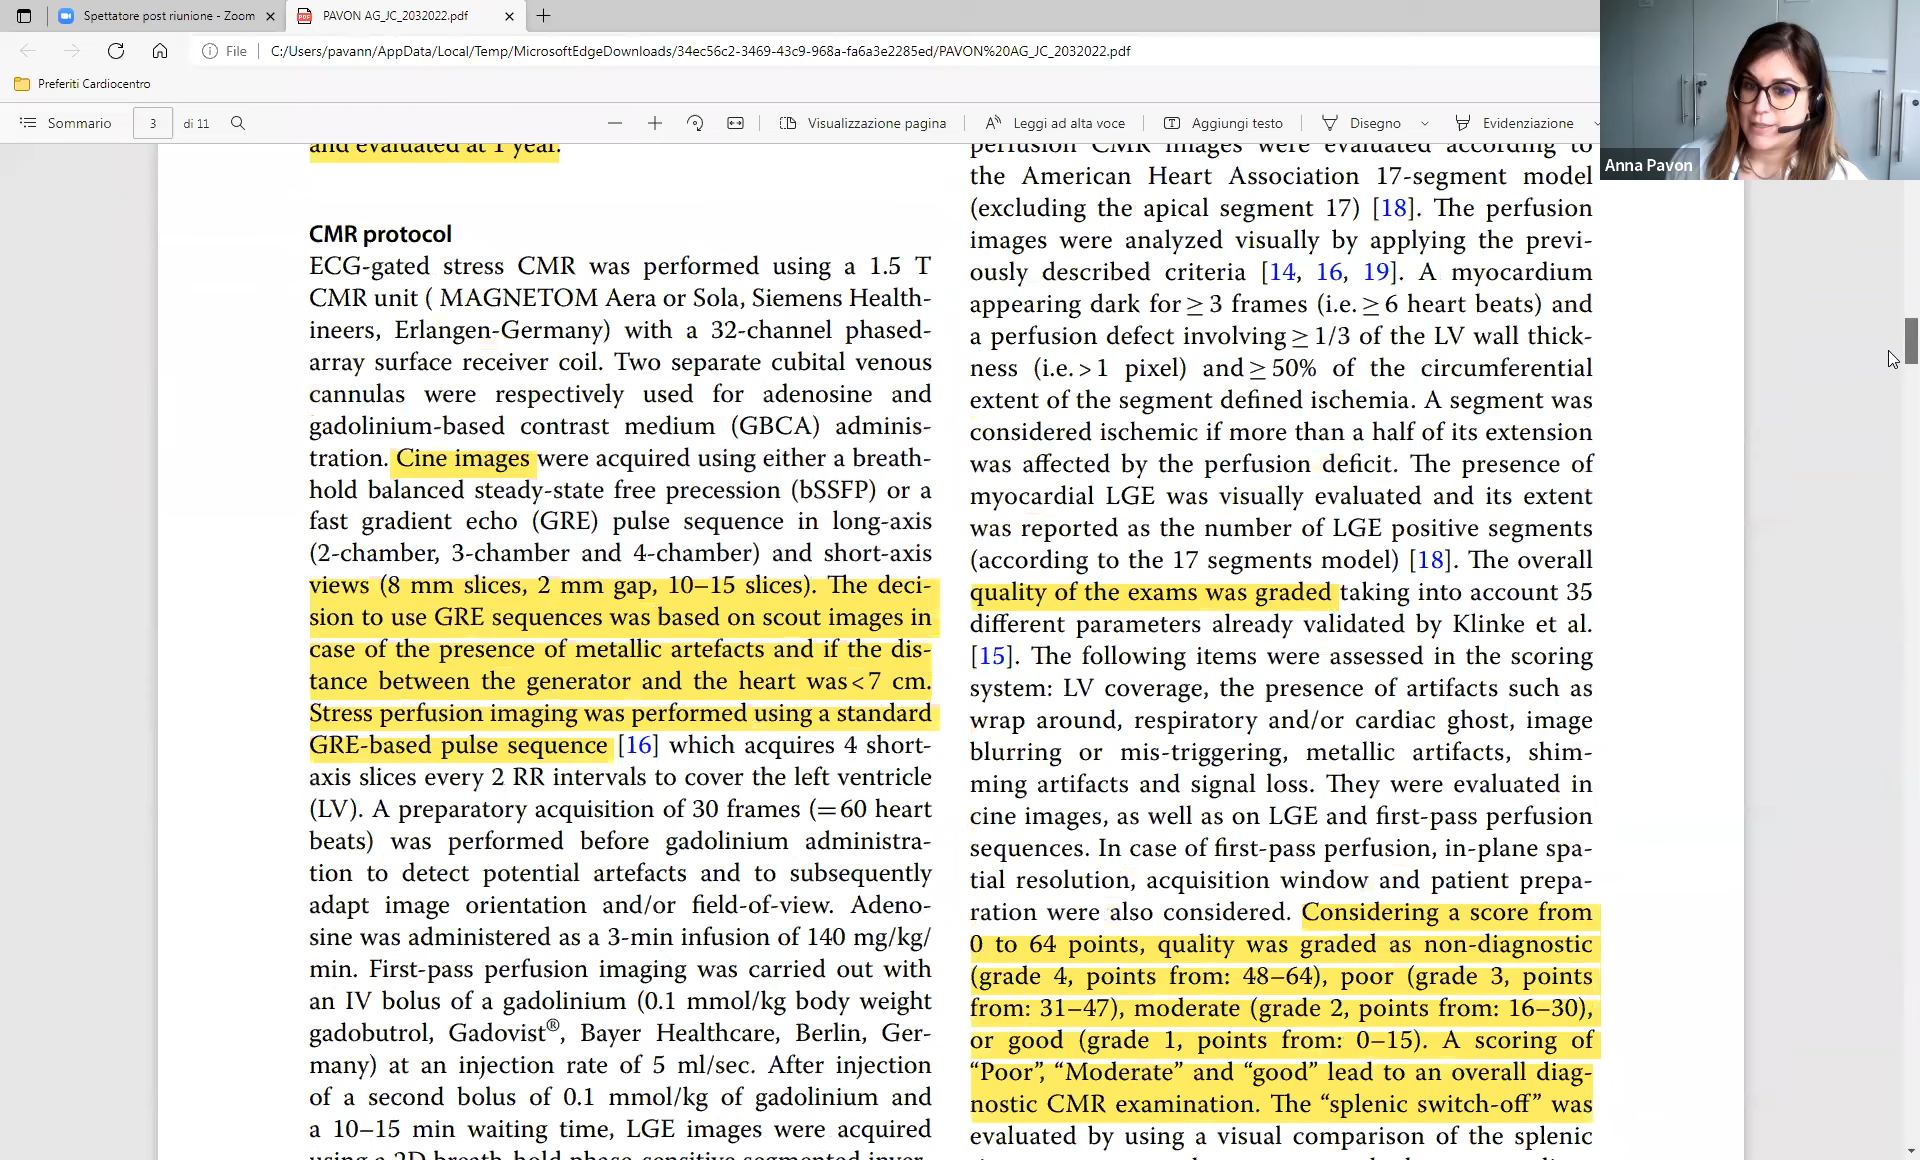 Spettatore post riunione - Zoom
PAVON AG_JC_2032022.pdf
File
C:/Users/pavann/AppData/Local/Temp/MicrosoftEdgeDownloads/34ec56c2-3469-43c9-968a-fa6a3e2285ed/PAVON%20AG_JC_2032022.pdf
Preferiti Cardiocentro
Sommario
3
di 11
Visualizzazione pagina
Leggi ad alta voce
Aggiungi testo
Disegno
Evidenziazione
Anna Pavon
and evaluated at 1 year.
CMR protocol
ECG-gated stress CMR was performed using a 1.5 T
CMR unit ( MAGNETOM Aera or Sola, Siemens Health-
ineers, Erlangen-Germany) with a 32-channel phased-
array surface receiver coil. Two separate cubital venous
cannulas were respectively used for adenosine and
gadolinium-based contrast medium (GBCA) adminis-
tration. Cine images were acquired using either a breath-
hold balanced steady-state free precession (bSSFP) or a
fast gradient echo (GRE) pulse sequence in long-axis
(2-chamber, 3-chamber and 4-chamber) and short-axis
views (8 mm slices, 2 mm gap, 10–15 slices). The deci-
sion to use GRE sequences was based on scout images in
case of the presence of metallic artefacts and if the dis-
tance between the generator and the heart was < 7 cm.
Stress perfusion imaging was performed using a standard
GRE-based pulse sequence [16] which acquires 4 short-
axis slices every 2 RR intervals to cover the left ventricle
(LV). A preparatory acquisition of 30 frames (= 60 heart
beats) was performed before gadolinium administra-
tion to detect potential artefacts and to subsequently
adapt image orientation and/or field-of-view. Adeno-
sine was administered as a 3-min infusion of 140 mg/kg/
min. First-pass perfusion imaging was carried out with
an IV bolus of a gadolinium (0.1 mmol/kg body weight
gadobutrol, Gadovist®, Bayer Healthcare, Berlin, Ger-
many) at an injection rate of 5 ml/sec. After injection
of a second bolus of 0.1 mmol/kg of gadolinium and
a 10–15 min waiting time, LGE images were acquired
using a 2D breath-hold phase-sensitive segmented inver-
perfusion CMR images were evaluated according to
the American Heart Association 17-segment model
(excluding the apical segment 17) [18]. The perfusion
images were analyzed visually by applying the previ-
ously described criteria [14, 16, 19]. A myocardium
appearing dark for ≥ 3 frames (i.e. ≥ 6 heart beats) and
a perfusion defect involving ≥ 1/3 of the LV wall thick-
ness (i.e. > 1 pixel) and ≥ 50% of the circumferential
extent of the segment defined ischemia. A segment was
considered ischemic if more than a half of its extension
was affected by the perfusion deficit. The presence of
myocardial LGE was visually evaluated and its extent
was reported as the number of LGE positive segments
(according to the 17 segments model) [18]. The overall
quality of the exams was graded taking into account 35
different parameters already validated by Klinke et al.
[15]. The following items were assessed in the scoring
system: LV coverage, the presence of artifacts such as
wrap around, respiratory and/or cardiac ghost, image
blurring or mis-triggering, metallic artifacts, shim-
ming artifacts and signal loss. They were evaluated in
cine images, as well as on LGE and first-pass perfusion
sequences. In case of first-pass perfusion, in-plane spa-
tial resolution, acquisition window and patient prepa-
ration were also considered. Considering a score from
0 to 64 points, quality was graded as non-diagnostic
(grade 4, points from: 48–64), poor (grade 3, points
from: 31–47), moderate (grade 2, points from: 16–30),
or good (grade 1, points from: 0–15). A scoring of
“Poor”, “Moderate” and “good” lead to an overall diag-
nostic CMR examination. The “splenic switch-off” was
evaluated by using a visual comparison of the splenic